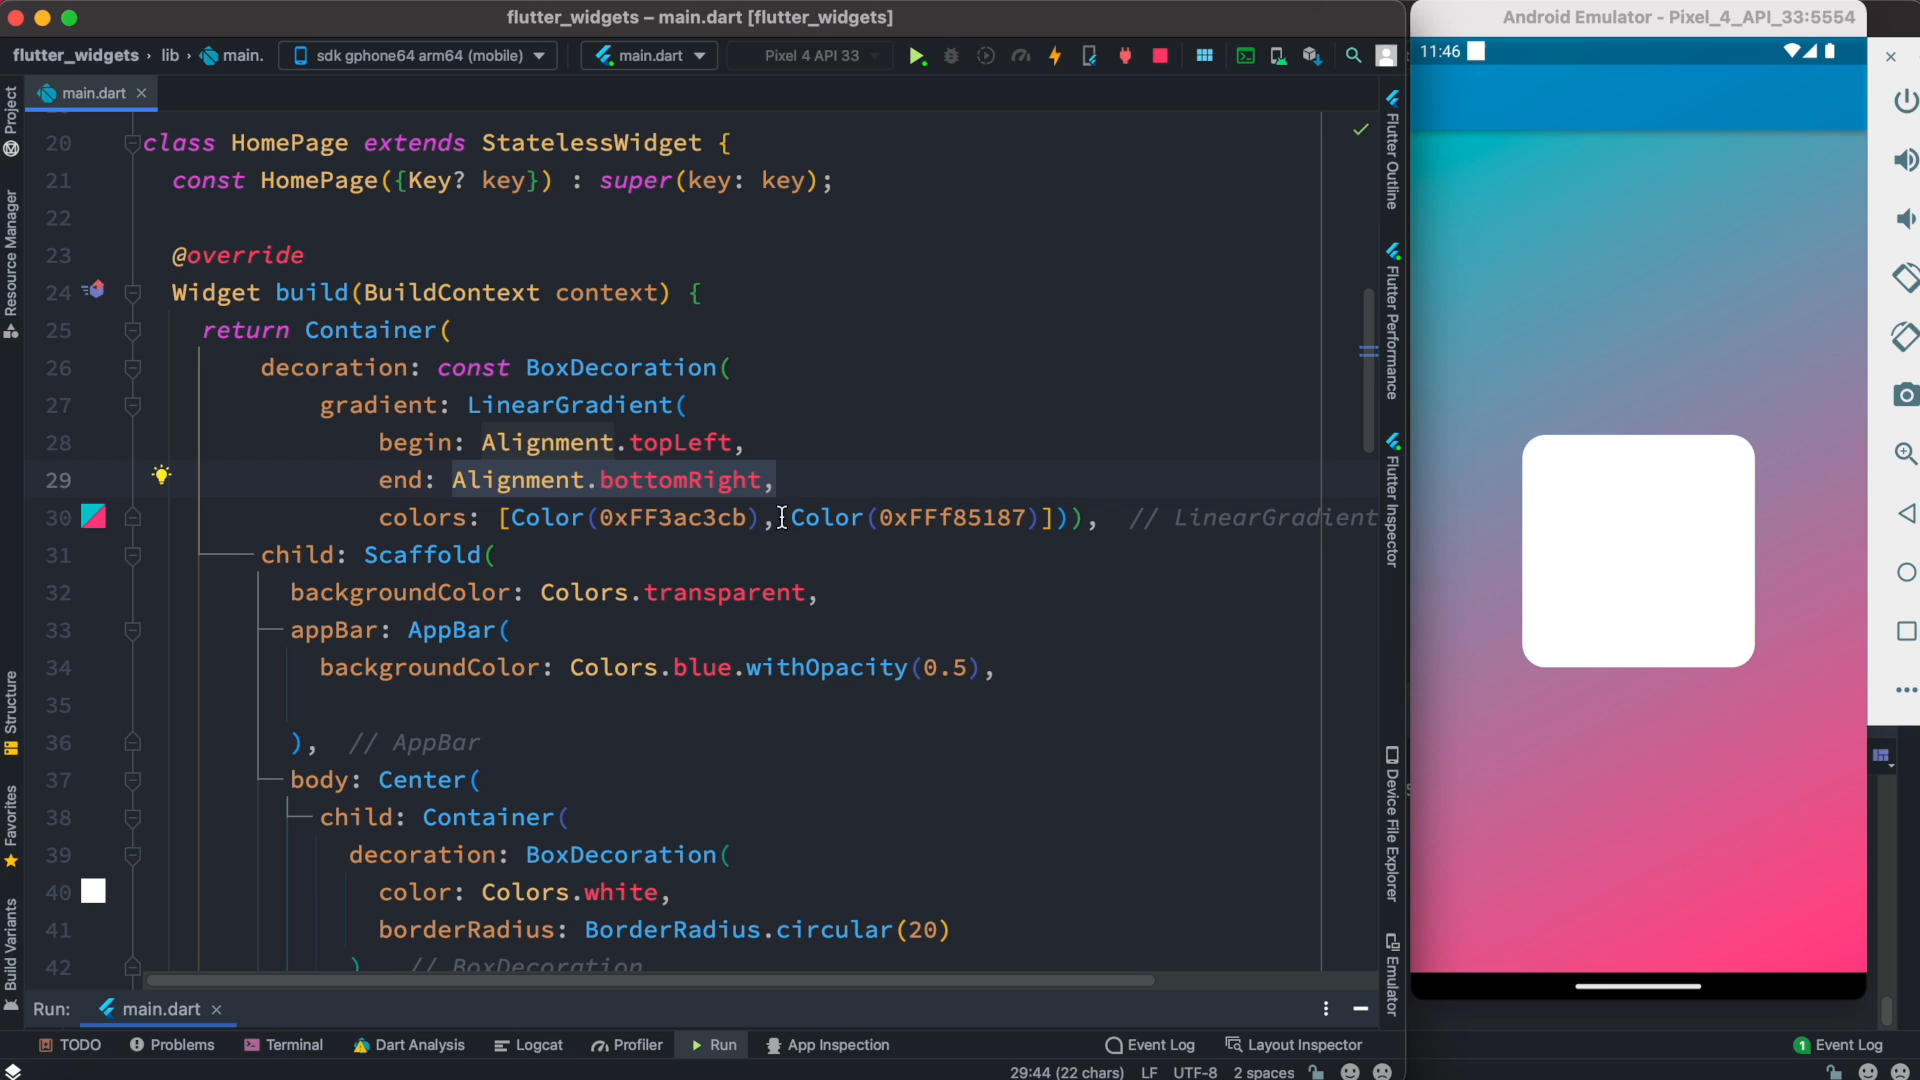 flutter_widgets – main.dart [flutter_widgets]
Android Emulator - Pixel_4_API_33:5554
flutter_widgets › lib › main.
sdk gphone64 arm64 (mobile)
main.dart
Pixel 4 API 33
11:46
main.dart
Project
Resource Manager
Structure
Favorites
Build Variants
20 class HomePage extends StatelessWidget {
21 const HomePage({Key? key}) : super(key: key);
22
23 @override
24 Widget build(BuildContext context) {
25 return Container(
26 decoration: const BoxDecoration(
27 gradient: LinearGradient(
28 begin: Alignment.topLeft,
29 end: Alignment.bottomRight,
30 colors: [Color(0xFF3ac3cb), Color(0xFFf85187)])), // LinearGradient
31 child: Scaffold(
32 backgroundColor: Colors.transparent,
33 appBar: AppBar(
34 backgroundColor: Colors.blue.withOpacity(0.5),
35
36 ), // AppBar
37 body: Center(
38 child: Container(
39 decoration: BoxDecoration(
40 color: Colors.white,
41 borderRadius: BorderRadius.circular(20)
42 ) // BoxDecoration
Flutter Outline
Flutter Performance
Flutter Inspector
Device File Explorer
Emulator
Run: main.dart
TODO
Problems
Terminal
Dart Analysis
Logcat
Profiler
Run
App Inspection
Event Log
Layout Inspector
1 Event Log
29:44 (22 chars) LF UTF-8 2 spaces